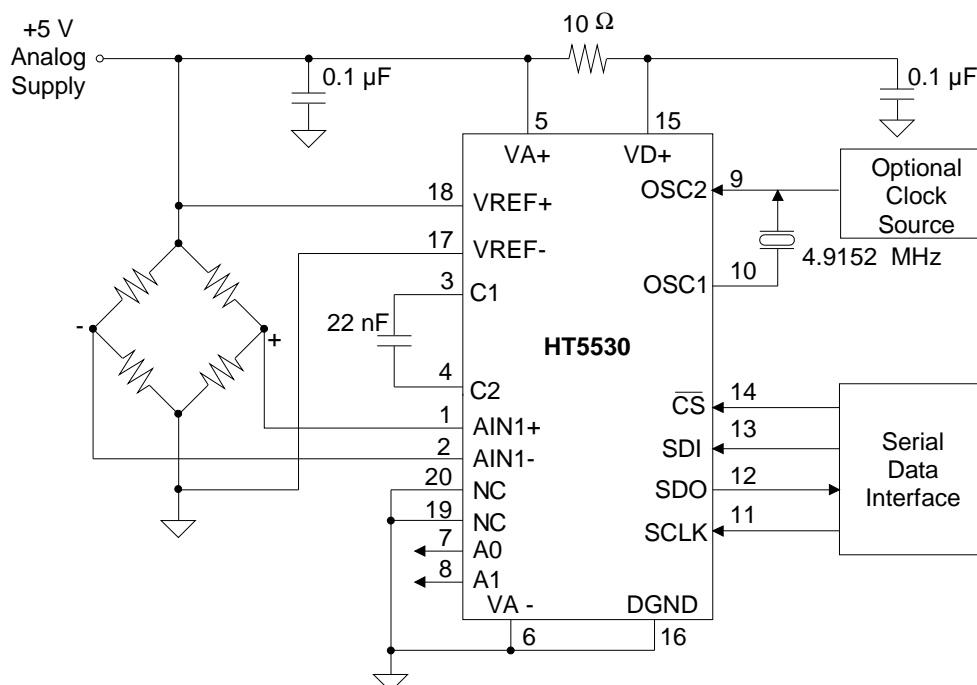 +5 V
Analog
Supply
10 Ω
0.1 µF
0.1 µF
5
15
VA+
VD+
18
VREF+
17
VREF-
3
C1
22 nF
4
C2
1
AIN1+
2
AIN1-
20
NC
19
NC
7
A0
8
A1
VA -
6
DGND
16
HT5530
-
+
OSC2
9
Optional
Clock
Source
4.9152 MHz
10
OSC1
CS
14
SDI
13
SDO
12
SCLK
11
Serial
Data
Interface